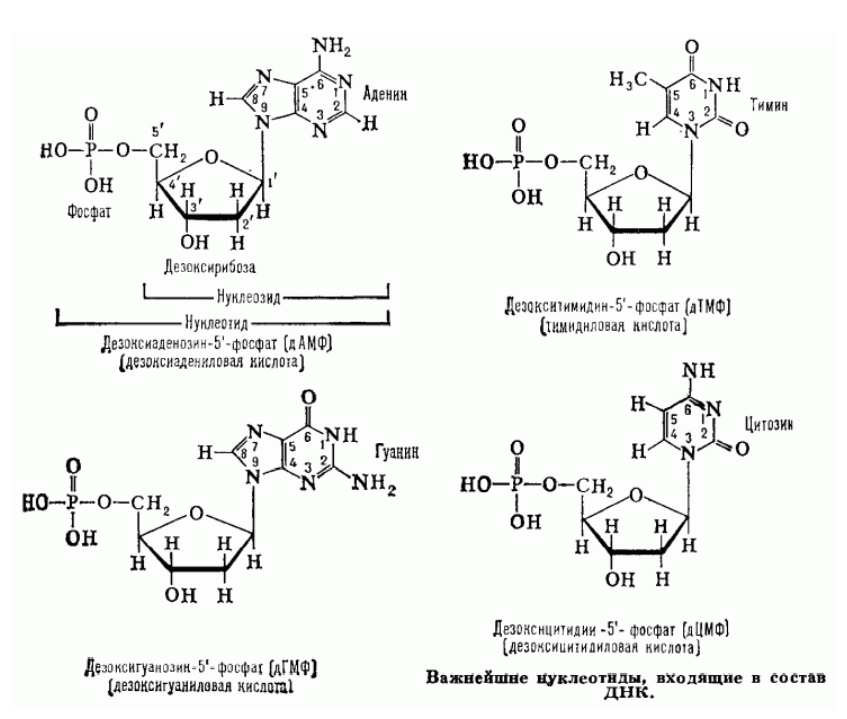 NH₂
N 7 5 6 N 1
Аденин
H 8 9 4 3 2
N N H
O 5'
HO—P—O—CH₂ O
OH 4' H H 1'
Фосфат H 3' H
2'
OH H
Дезоксирибоза
Нуклеозид
Нуклеотид
Дезоксиаденозин-5'-фосфат (дАМФ)
(дезоксиадениловая кислота)
O
H₃C 6 1 NH
5 Тимин
4 3 2
H N O
O
HO—P—O—CH₂ O
OH H H
H H
OH H
Дезокситимидин-5'-фосфат (дТМФ)
(тимидиловая кислота)
O
N 7 6 1 NH
5 Гуанин
H 8 9 4 3 2
N N NH₂
O
HO—P—O—CH₂ O
OH H H
H H
OH H
Дезоксигуанозин-5'-фосфат (дГМФ)
(дезоксигуаниловая кислота)
NH
H 5 6 N
1 Цитозин
4 3 2
H N O
O
HO—P—O—CH₂ O
OH H H
H H
OH H
Дезоксицитидии -5'- фосфат (дЦМФ)
(дезоксицитидиловая кислота)
Важнейшие нуклеотиды, входящие в состав
ДНК.